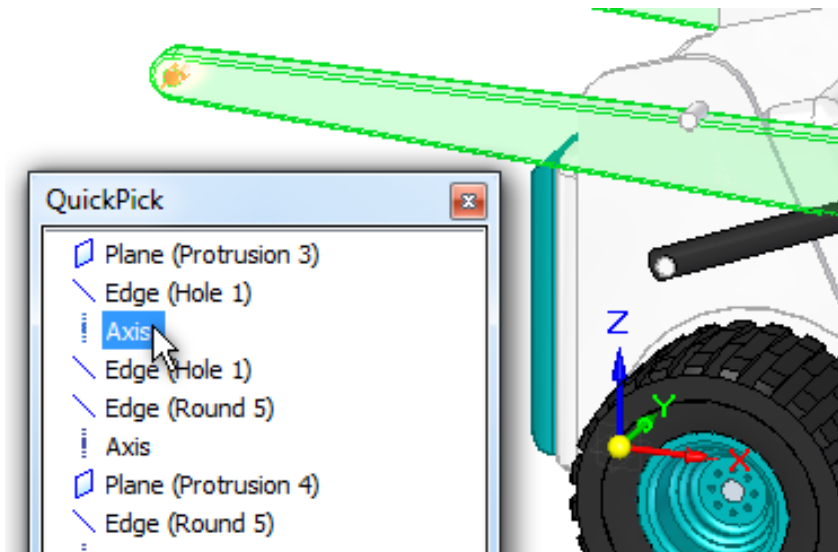 QuickPick
Plane (Protrusion 3)
Edge (Hole 1)
Axis
Edge (Hole 1)
Edge (Round 5)
Axis
Plane (Protrusion 4)
Edge (Round 5)
Z
Y
X